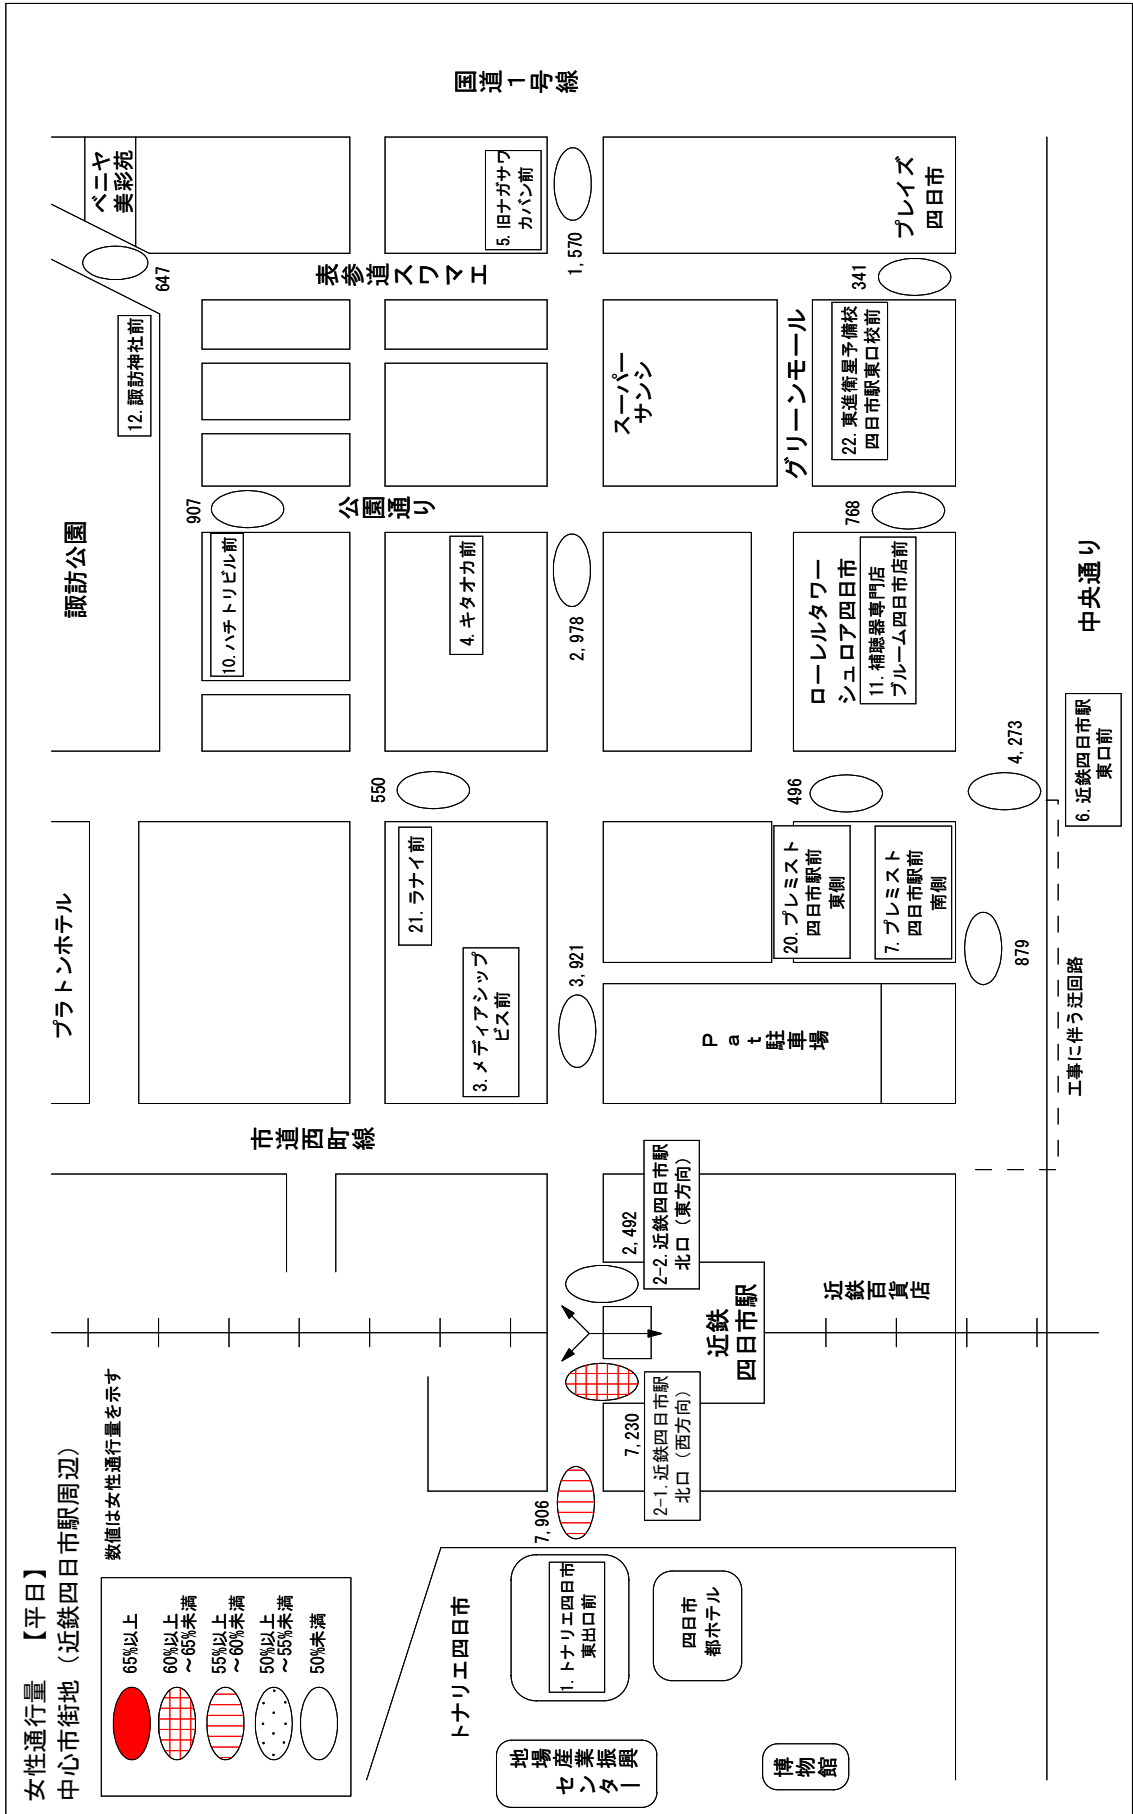 女性通行量　【平日】
中心市街地（近鉄四日市駅周辺）
数値は女性通行量を示す
65%以上
60%以上
～65%未満
55%以上
～60%未満
50%以上
～55%未満
50%未満
トナリエ四日市
1. トナリエ四日市
東出口前
7,906
四日市
都ホテル
地場産業振興
センター
博物館
2-1. 近鉄四日市駅
北口（西方向）
7,230
2-2. 近鉄四日市駅
北口（東方向）
2,492
近鉄
四日市駅
近鉄百貨店
市道西町線
プラトンホテル
3. メディアシップ
ビス前
3,921
21. ラナイ前
550
Pat駐車場
20. プレミスト
四日市駅前
東側
496
7. プレミスト
四日市駅前
南側
879
工事に伴う迂回路
6. 近鉄四日市駅
東口前
4,273
中央通り
諏訪公園
10. ハチトリビル前
907
公園通り
4. キタオカ前
2,978
ローレルタワー
シュロア四日市
11. 補聴器専門店
ブルーム四日市店前
768
12. 諏訪神社前
647
ベニヤ
美彩苑
表参道スワマエ
5. 旧ナガサワ
カバン前
1,570
スーパー
サンシ
グリーンモール
22. 東進衛星予備校
四日市駅東口校前
341
プレイズ
四日市
国道1号線